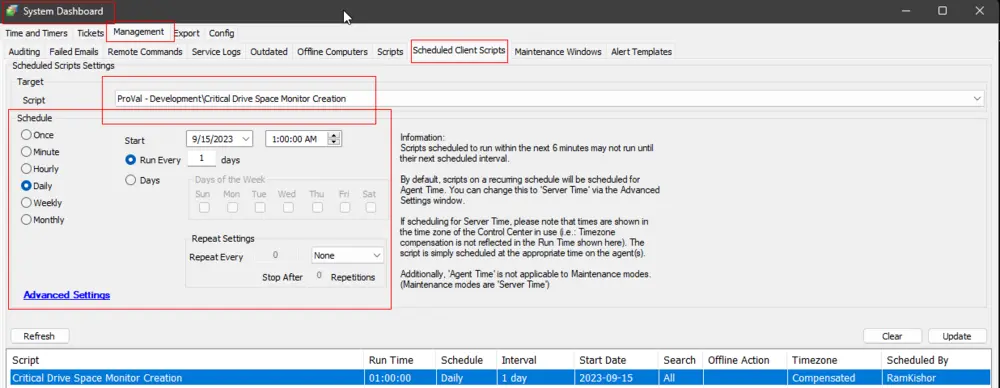 System Dashboard
Time and Timers Tickets Management Export Config
Auditing Failed Emails Remote Commands Service Logs Outdated Offline Computers Scripts Scheduled Client Scripts Maintenance Windows Alert Templates
Scheduled Scripts Settings
Target
Script ProVal - Development\Critical Drive Space Monitor Creation
Schedule
Once
Minute
Hourly
Daily
Weekly
Monthly
Start 9/15/2023 1:00:00 AM
Run Every 1 days
Days
Days of the Week
Sun Mon Tue Wed Thu Fri Sat
Repeat Settings
Repeat Every 0 None
Stop After 0 Repetitions
Advanced Settings
Information:
Scripts scheduled to run within the next 6 minutes may not run until
their next scheduled interval.
By default, scripts on a recurring schedule will be scheduled for
Agent Time. You can change this to 'Server Time' via the Advanced
Settings window.
If scheduling for Server Time, please note that times are shown in
the time zone of the Control Center in use (i.e.: Timezone
compensation is not reflected in the Run Time shown here). The
script is simply scheduled at the appropriate time on the agent(s).
Additionally, 'Agent Time' is not applicable to Maintenance modes.
(Maintenance modes are 'Server Time')
Refresh Clear Update
Script Run Time Schedule Interval Start Date Search Offline Action Timezone Scheduled By
Critical Drive Space Monitor Creation 01:00:00 Daily 1 day 2023-09-15 All Compensated RamKishor